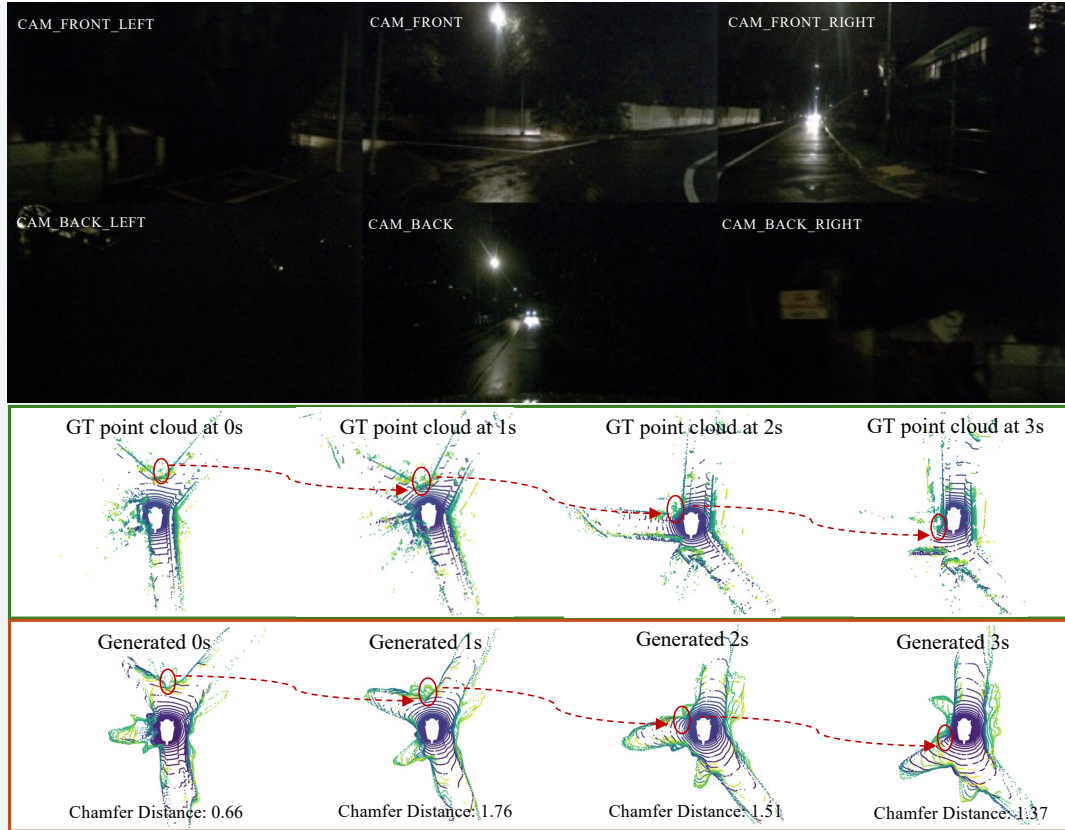 CAM_FRONT_LEFT
CAM_FRONT
CAM_FRONT_RIGHT
CAM_BACK_LEFT
CAM_BACK
CAM_BACK_RIGHT
GT point cloud at 0s
GT point cloud at 1s
GT point cloud at 2s
GT point cloud at 3s
Generated 0s
Generated 1s
Generated 2s
Generated 3s
Chamfer Distance: 0.66
Chamfer Distance: 1.76
Chamfer Distance: 1.51
Chamfer Distance: 1.37